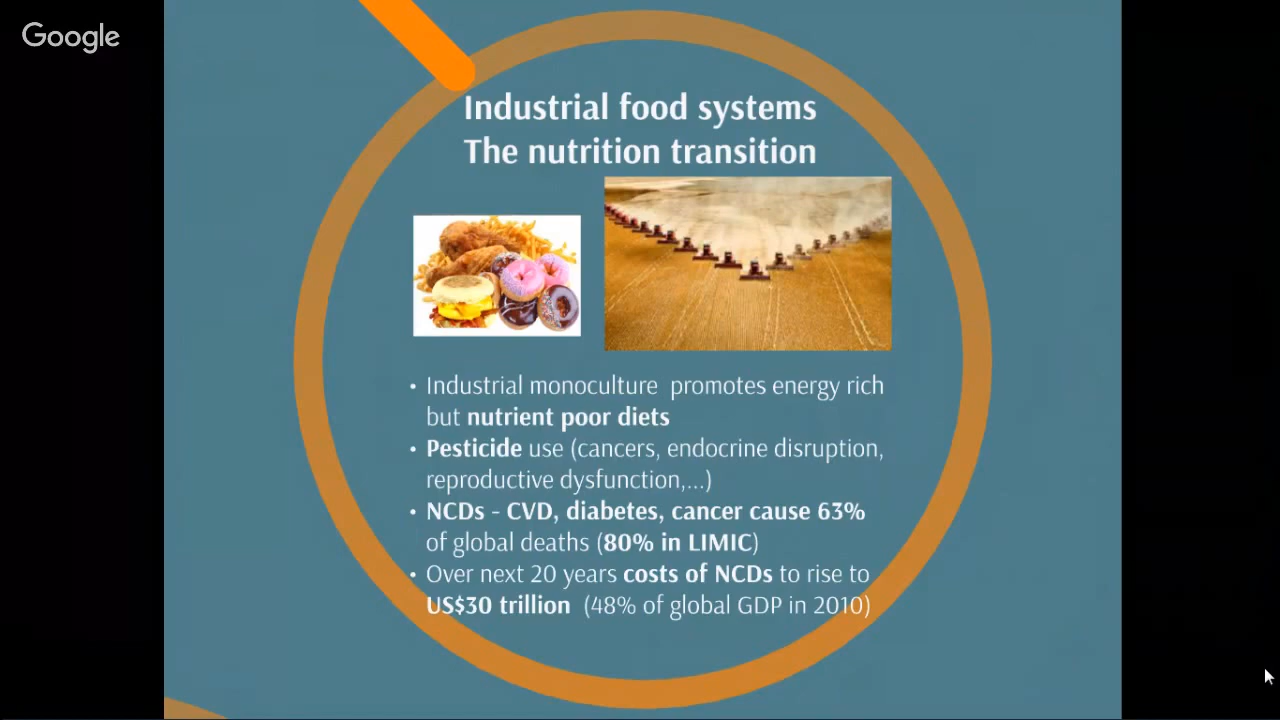 Google
Industrial food systems
The nutrition transition
• Industrial monoculture promotes energy rich
but nutrient poor diets
• Pesticide use (cancers, endocrine disruption,
reproductive dysfunction,...)
• NCDs - CVD, diabetes, cancer cause 63%
of global deaths (80% in LIMIC)
• Over next 20 years costs of NCDs to rise to
US$30 trillion (48% of global GDP in 2010)